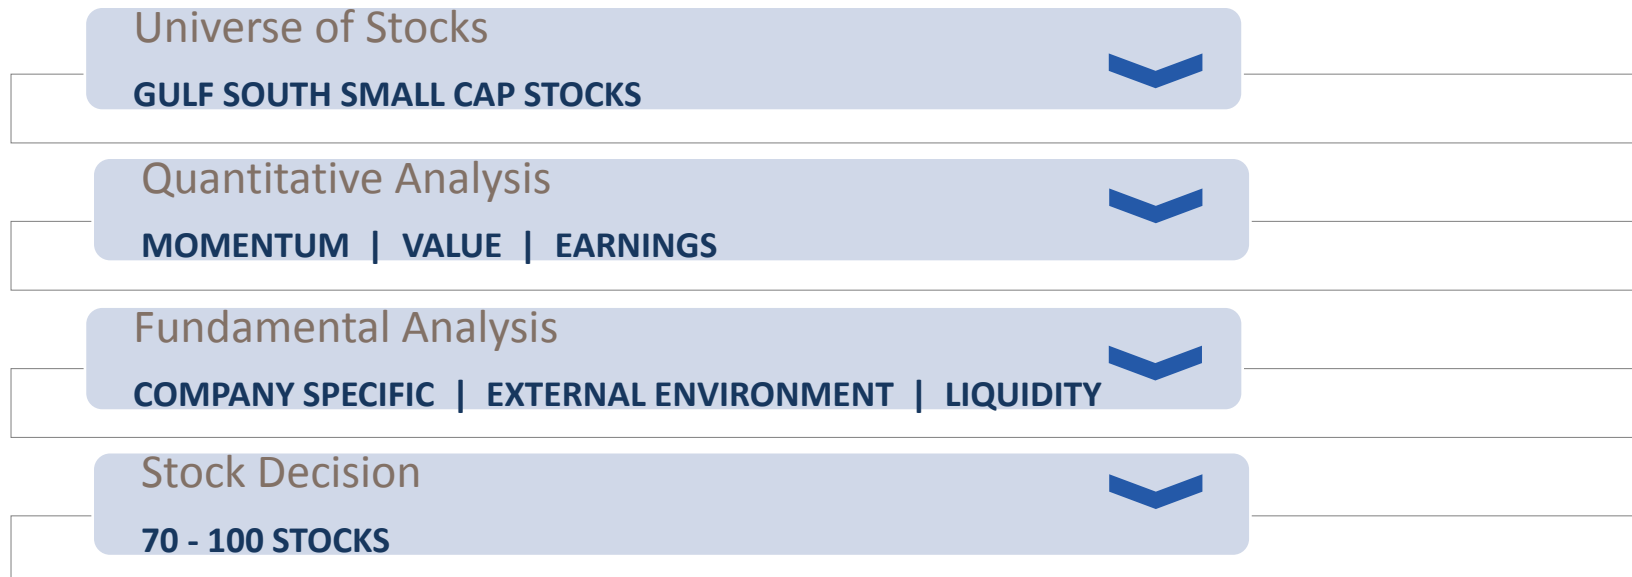 Universe of Stocks
GULF SOUTH SMALL CAP STOCKS
Quantitative Analysis
MOMENTUM | VALUE | EARNINGS
Fundamental Analysis
COMPANY SPECIFIC | EXTERNAL ENVIRONMENT | LIQUIDITY
Stock Decision
70 - 100 STOCKS